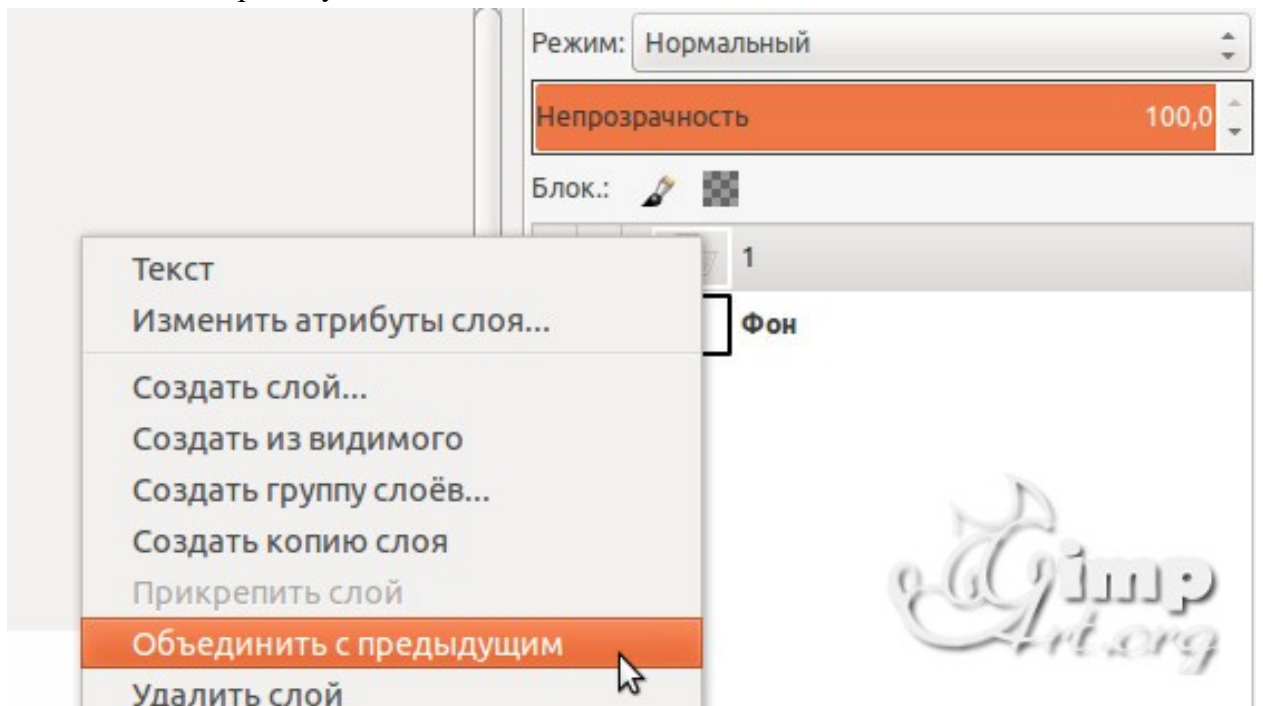 Режим: Нормальный
Непрозрачность 100,0
Блок.:
1
Фон
Текст
Изменить атрибуты слоя...
Создать слой...
Создать из видимого
Создать группу слоёв...
Создать копию слоя
Прикрепить слой
Объединить с предыдущим
Удалить слой
Gimp
Art.org